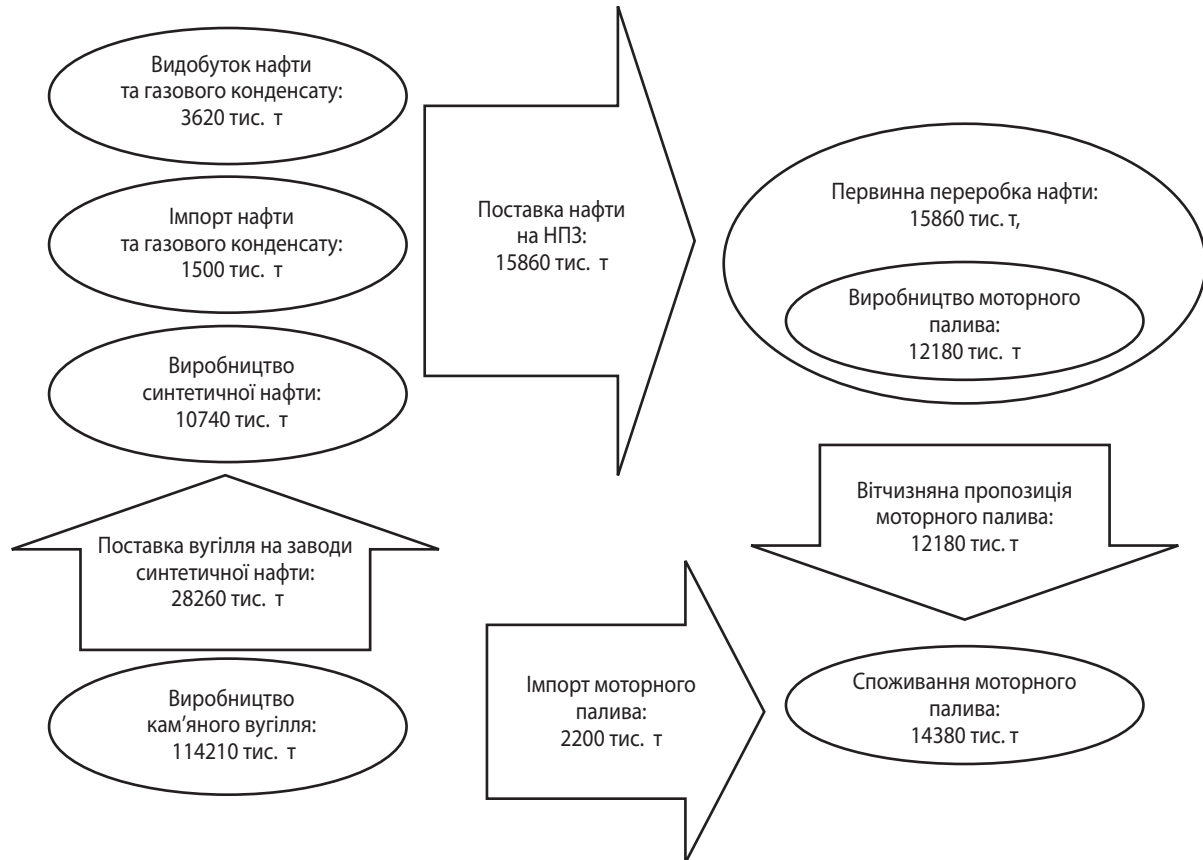 Видобуток нафти
та газового конденсату:
3620 тис. т
Імпорт нафти
та газового конденсату:
1500 тис. т
Виробництво
синтетичної нафти:
10740 тис. т
Поставка вугілля на заводи
синтетичної нафти:
28260 тис. т
Виробництво
кам’яного вугілля:
114210 тис. т
Поставка нафти
на НПЗ:
15860 тис. т
Первинна переробка нафти:
15860 тис. т,
Виробництво моторного
палива:
12180 тис. т
Вітчизняна пропозиція
моторного палива:
12180 тис. т
Імпорт моторного
палива:
2200 тис. т
Споживання моторного
палива:
14380 тис. т